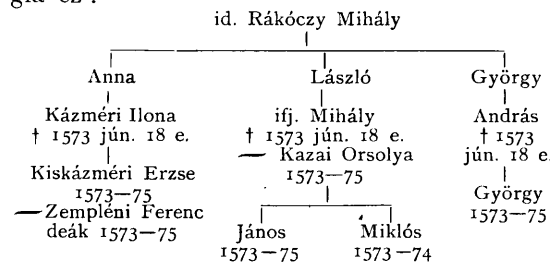 gia ez :
id. Rákóczy Mihály
Anna László György
Kázméri Ilona ifj. Mihály András
† 1573 jún. 18 e. † 1573 jún. 18 e. † 1573
— Kazai Orsolya jún. 18 e.
Kiskázméri Erzse 1573—75 György
1573—75 1573—75
— Zempléni Ferenc
deák 1573—75 János Miklós
1573—75 1573—74